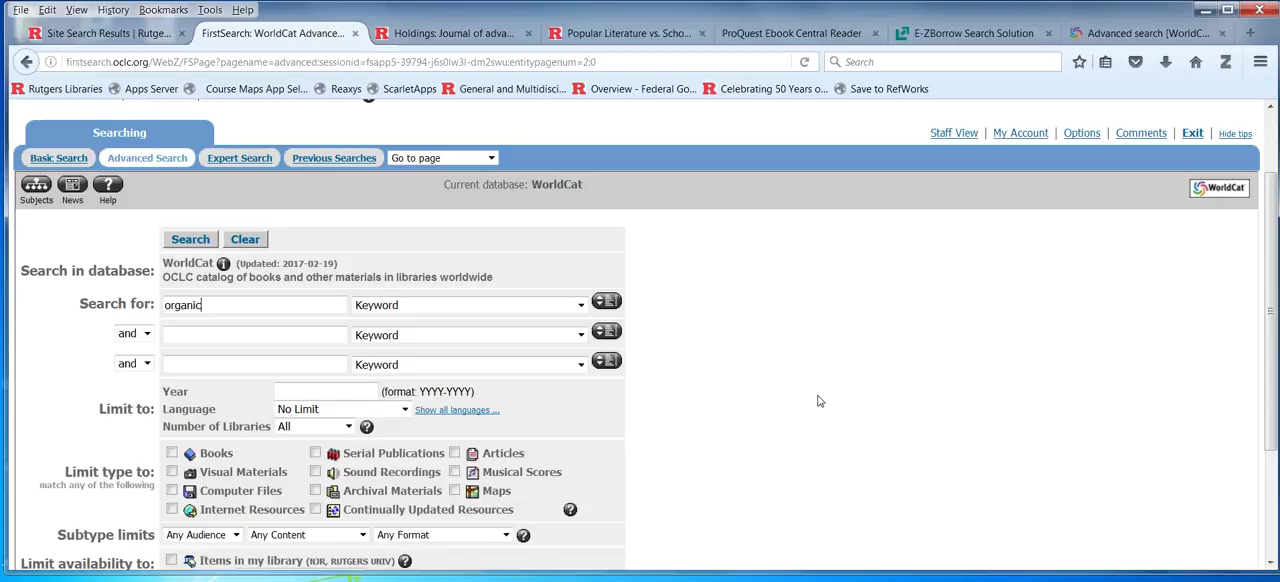 File Edit View History Bookmarks Tools Help
Site Search Results | Rutge... × FirstSearch: WorldCat Advance... × Holdings: Journal of adva... × Popular Literature vs. Scho... × ProQuest Ebook Central Reader × E-ZBorrow Search Solution × Advanced search [WorldC... × +
firstsearch.oclc.org/WebZ/FSPage?pagename=advanced:sessionid=fsapp5-39794-j6s0lw3l-dm2swu:entitypagenum=2:0 Search
Rutgers Libraries Apps Server Course Maps App Sel... Reaxys ScarletApps General and Multidisci... Overview - Federal Go... Celebrating 50 Years o... Save to RefWorks
Searching
Staff View | My Account | Options | Comments | Exit | Hide tips
Basic Search Advanced Search Expert Search Previous Searches Go to page
Subjects News Help
Current database: WorldCat
WorldCat
Search Clear
Search in database: WorldCat (Updated: 2017-02-19)
OCLC catalog of books and other materials in libraries worldwide
Search for: organic Keyword
and Keyword
and Keyword
Limit to:
Year (format: YYYY-YYYY)
Language No Limit Show all languages ...
Number of Libraries All
Limit type to:
match any of the following
Books Serial Publications Articles
Visual Materials Sound Recordings Musical Scores
Computer Files Archival Materials Maps
Internet Resources Continually Updated Resources
Subtype limits Any Audience Any Content Any Format
Limit availability to: Items in my library (NJR, RUTGERS UNIV)